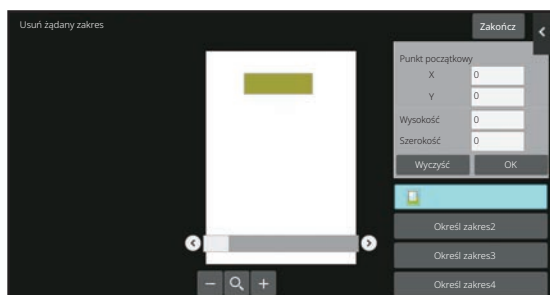 Usuń żądany zakres
Zakończ
Punkt początkowy
X 0
Y 0
Wysokość 0
Szerokość 0
Wyczyść OK
Określ zakres2
Określ zakres3
Określ zakres4